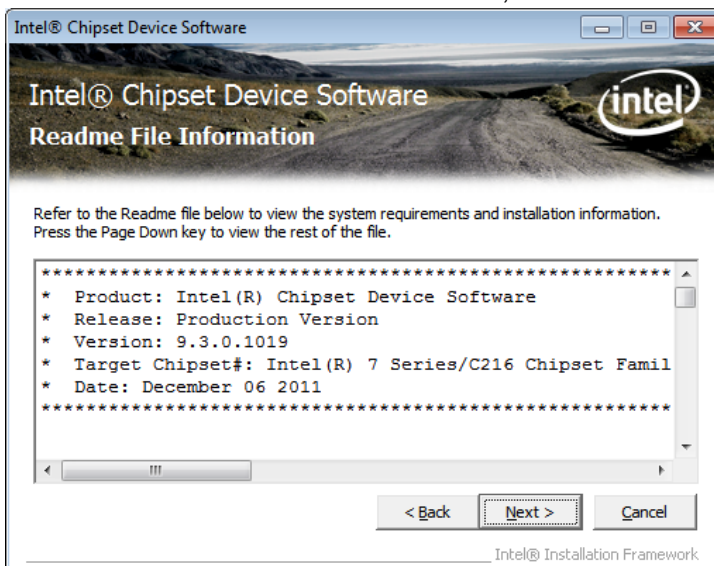 Intel® Chipset Device Software
Intel® Chipset Device Software
intel
Readme File Information
Refer to the Readme file below to view the system requirements and installation information.
Press the Page Down key to view the rest of the file.
********************************************************
*  Product: Intel(R) Chipset Device Software
*  Release: Production Version
*  Version: 9.3.0.1019
*  Target Chipset#: Intel(R) 7 Series/C216 Chipset Famil
*  Date: December 06 2011
********************************************************
< Back Next > Cancel
Intel® Installation Framework